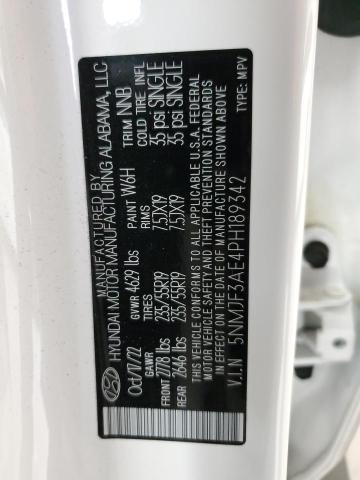 MANUFACTURED BY
HYUNDAI MOTOR MANUFACTURING ALABAMA, LLC
Oct/17/22 GVWR 4629 lbs PAINT W6H TRIM NNB
GAWR TIRES RIMS COLD TIRE INFL
FRONT 2778 lbs 235/55R19 7.5JX19 35 psi SINGLE
REAR 2646 lbs 235/55R19 7.5JX19 35 psi SINGLE
THIS VEHICLE CONFORMS TO ALL APPLICABLE U.S.A. FEDERAL
MOTOR VEHICLE SAFETY AND THEFT PREVENTION STANDARDS
IN EFFECT ON THE DATE OF MANUFACTURE SHOWN ABOVE
V.I.N 5NMJF3AE4PH189342 TYPE: MPV